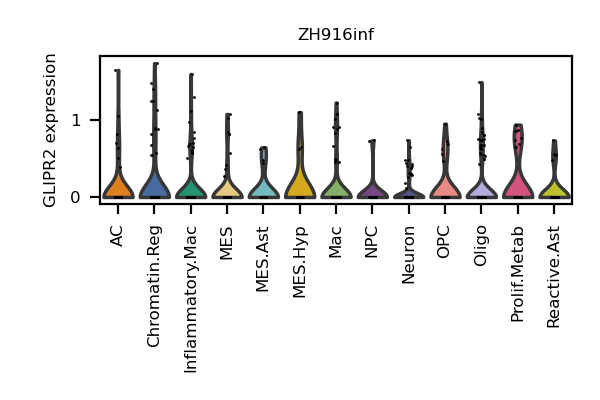 ZH916inf
GLIPR2 expression
1
0
AC
Chromatin.Reg
Inflammatory.Mac
MES
MES.Ast
MES.Hyp
Mac
NPC
Neuron
OPC
Oligo
Prolif.Metab
Reactive.Ast